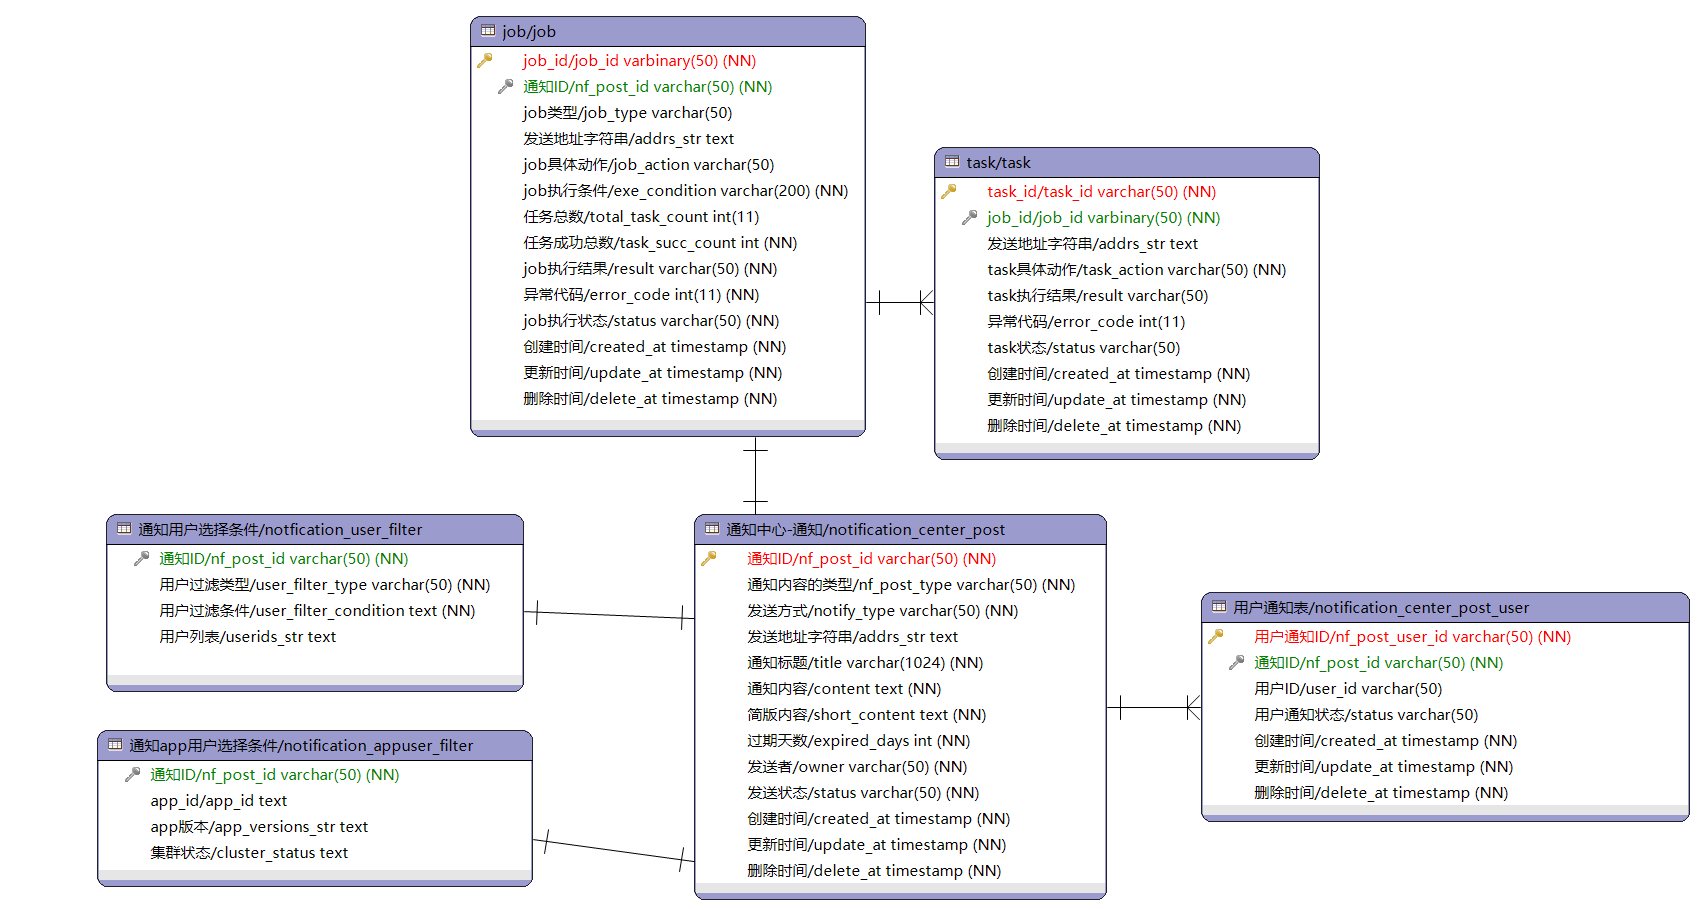 job/job
job_id/job_id varbinary(50) (NN)
通知ID/nf_post_id varchar(50) (NN)
job类型/job_type varchar(50)
发送地址字符串/addrs_str text
job具体动作/job_action varchar(50)
job执行条件/exe_condition varchar(200) (NN)
任务总数/total_task_count int(11)
任务成功总数/task_succ_count int (NN)
job执行结果/result varchar(50) (NN)
异常代码/error_code int(11) (NN)
job执行状态/status varchar(50) (NN)
创建时间/created_at timestamp (NN)
更新时间/update_at timestamp (NN)
删除时间/delete_at timestamp (NN)
task/task
task_id/task_id varchar(50) (NN)
job_id/job_id varbinary(50) (NN)
发送地址字符串/addrs_str text
task具体动作/task_action varchar(50) (NN)
task执行结果/result varchar(50)
异常代码/error_code int(11)
task状态/status varchar(50)
创建时间/created_at timestamp (NN)
更新时间/update_at timestamp (NN)
删除时间/delete_at timestamp (NN)
通知用户选择条件/notfication_user_filter
通知ID/nf_post_id varchar(50) (NN)
用户过滤类型/user_filter_type varchar(50) (NN)
用户过滤条件/user_filter_condition text (NN)
用户列表/userids_str text
通知app用户选择条件/notification_appuser_filter
通知ID/nf_post_id varchar(50) (NN)
app_id/app_id text
app版本/app_versions_str text
集群状态/cluster_status text
通知中心-通知/notification_center_post
通知ID/nf_post_id varchar(50) (NN)
通知内容的类型/nf_post_type varchar(50) (NN)
发送方式/notify_type varchar(50) (NN)
发送地址字符串/addrs_str text
通知标题/title varchar(1024) (NN)
通知内容/content text (NN)
简版内容/short_content text (NN)
过期天数/expired_days int (NN)
发送者/owner varchar(50) (NN)
发送状态/status varchar(50) (NN)
创建时间/created_at timestamp (NN)
更新时间/update_at timestamp (NN)
删除时间/delete_at timestamp (NN)
用户通知表/notification_center_post_user
用户通知ID/nf_post_user_id varchar(50) (NN)
通知ID/nf_post_id varchar(50) (NN)
用户ID/user_id varchar(50)
用户通知状态/status varchar(50)
创建时间/created_at timestamp (NN)
更新时间/update_at timestamp (NN)
删除时间/delete_at timestamp (NN)